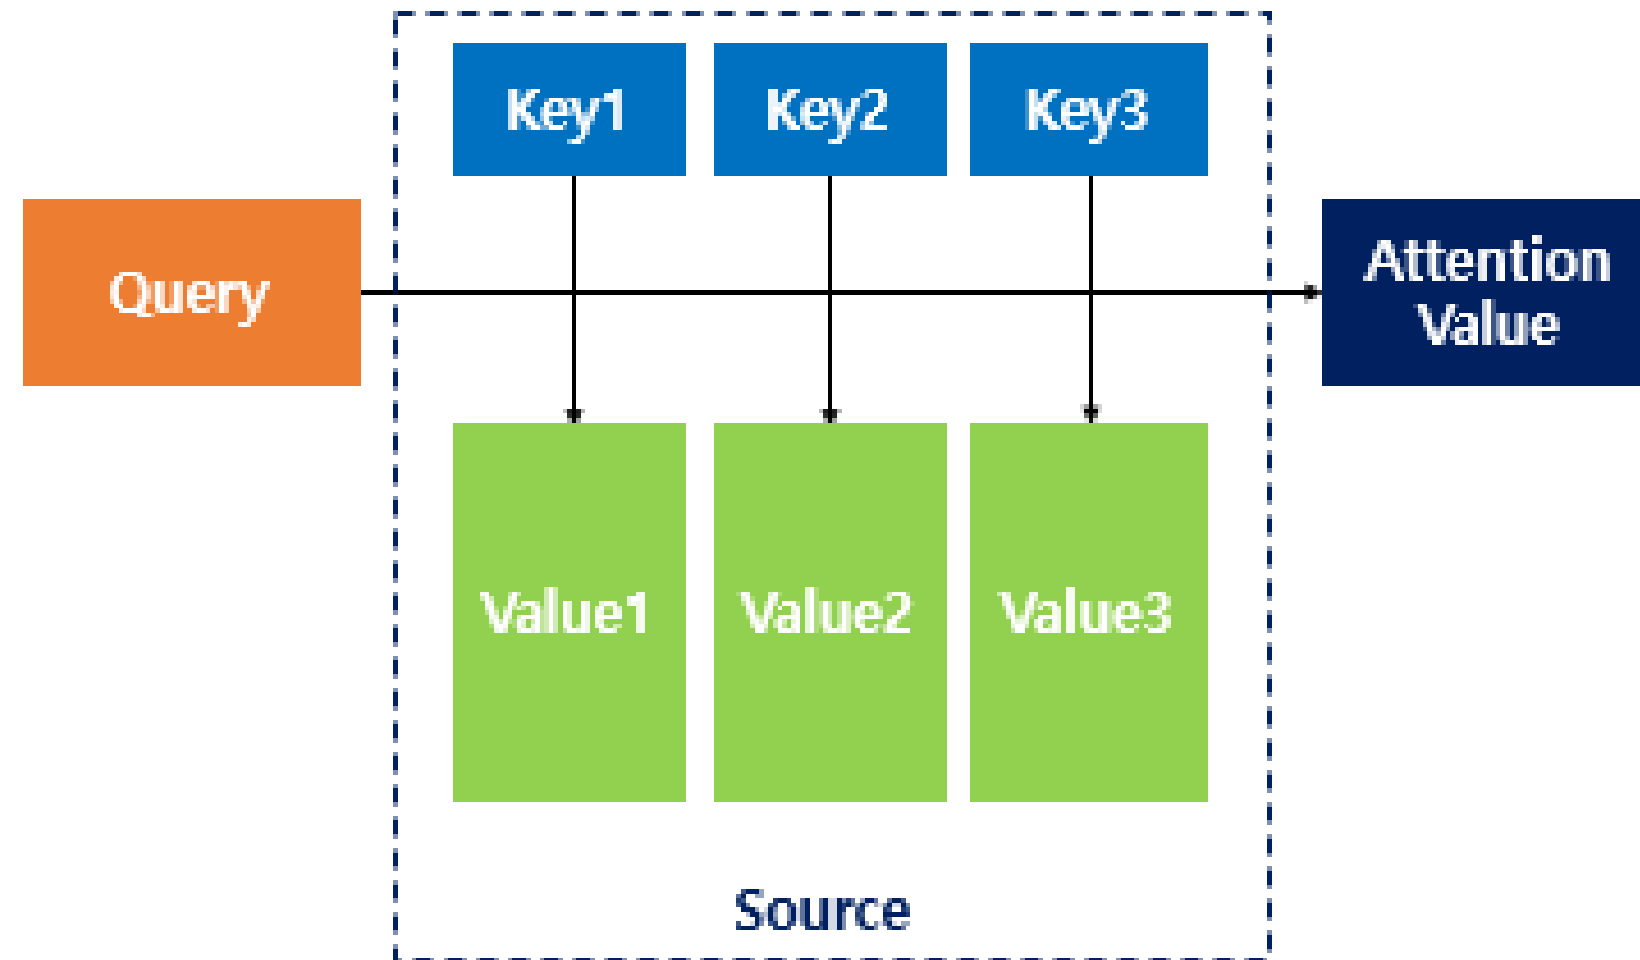 Key1
Key2
Key3
Query
Attention
Value
Value1
Value2
Value3
Source